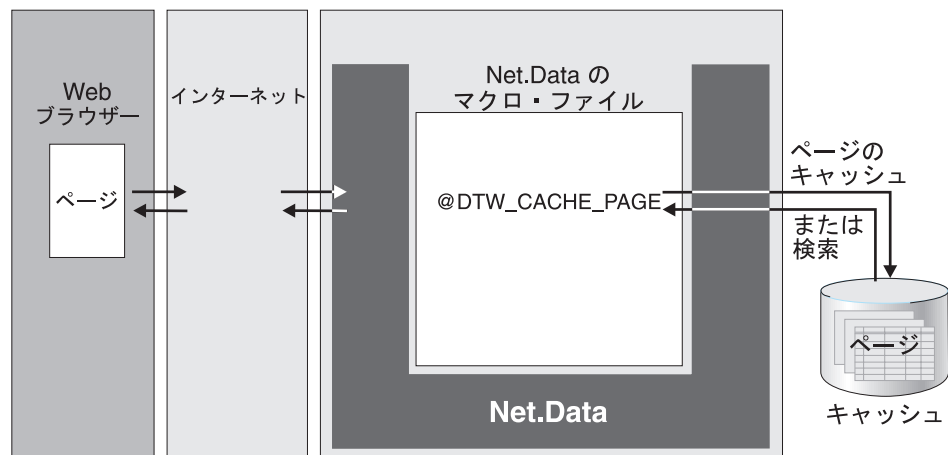 Web
ブラウザー
ページ
インターネット
Net.Data の
マクロ・ファイル
@DTW_CACHE_PAGE
Net.Data
ページの
キャッシュ
または
検索
ページ
キャッシュ